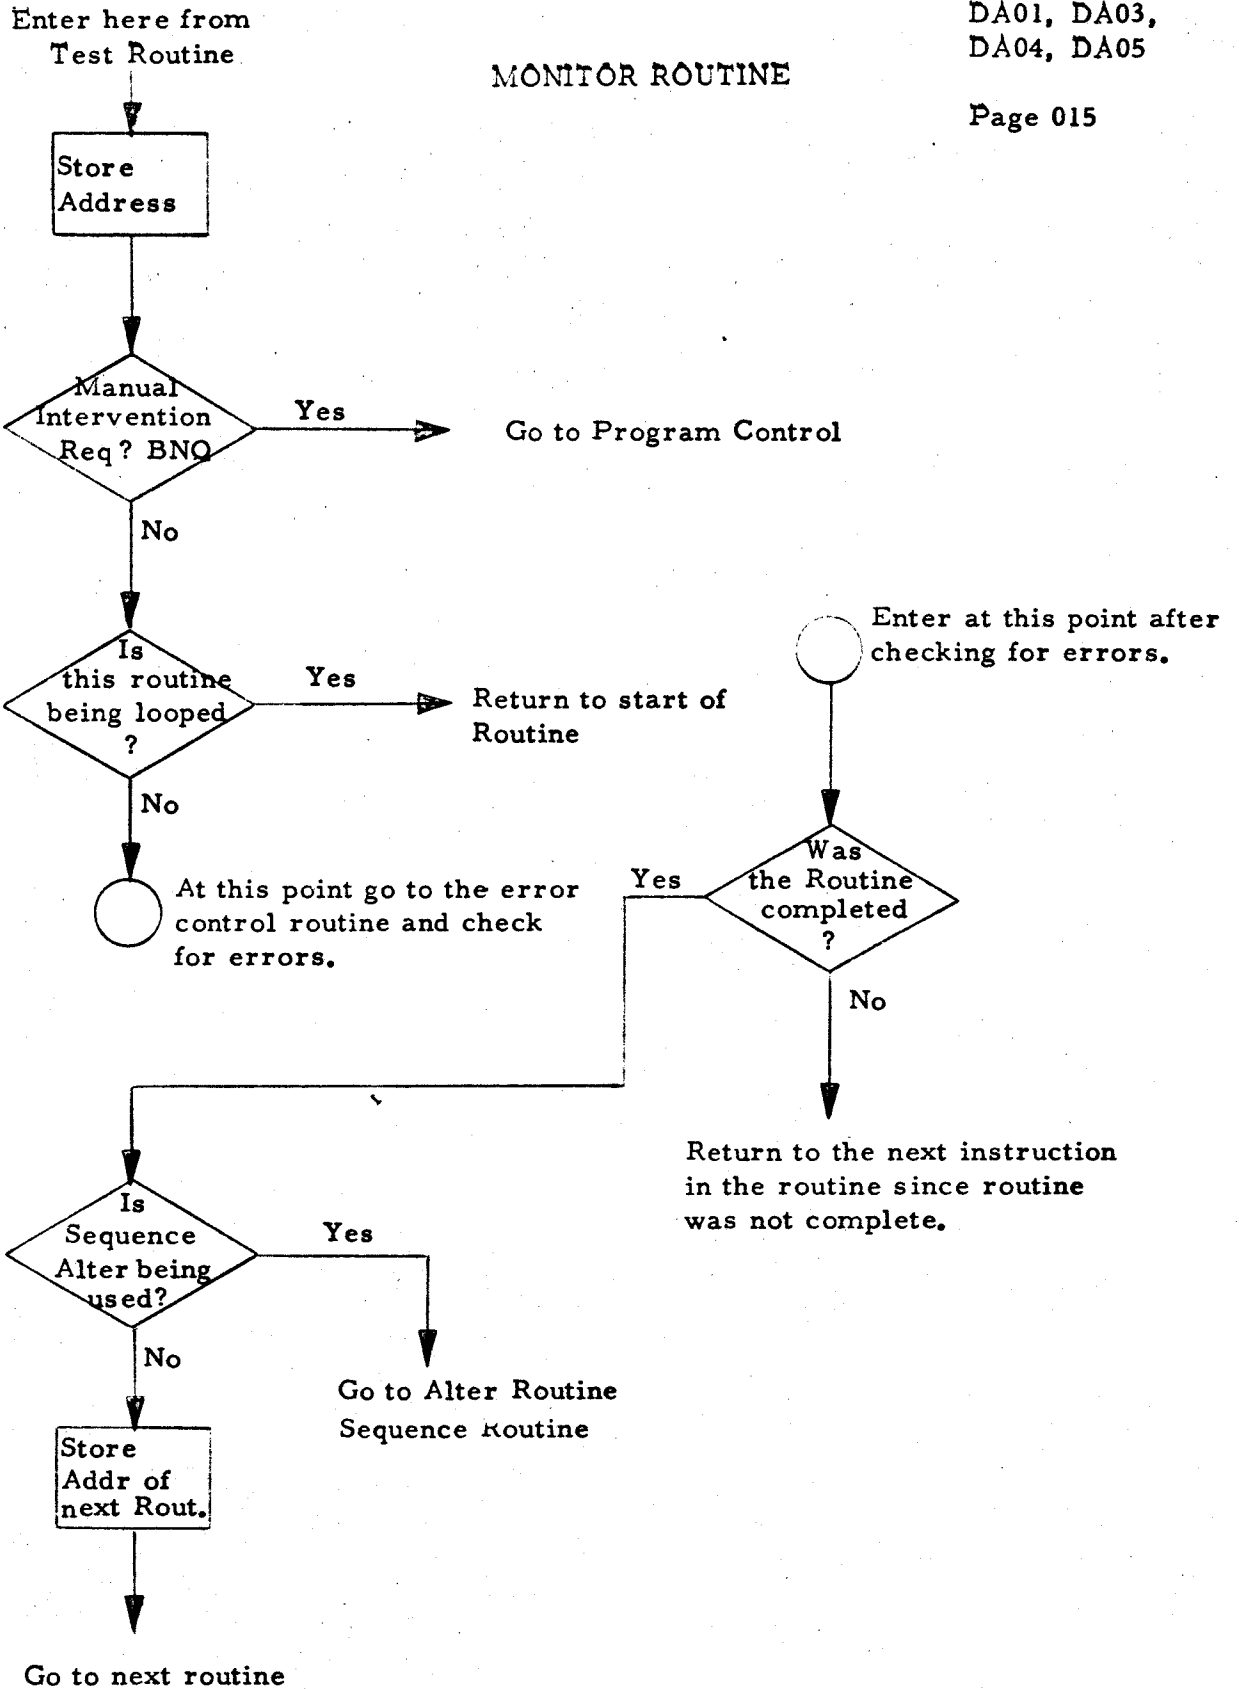 Enter here from
Test Routine
DA01, DA03,
DA04, DA05
MONITOR ROUTINE
Page 015
Store
Address
Manual
Intervention
Req? BNQ
Yes
Go to Program Control
No
Is
this routine
being looped
?
Yes
Return to start of
Routine
No
At this point go to the error
control routine and check
for errors.
Enter at this point after
checking for errors.
Was
the Routine
completed
?
Yes
No
Return to the next instruction
in the routine since routine
was not complete.
Is
Sequence
Alter being
used?
Yes
Go to Alter Routine
Sequence Routine
No
Store
Addr of
next Rout.
Go to next routine